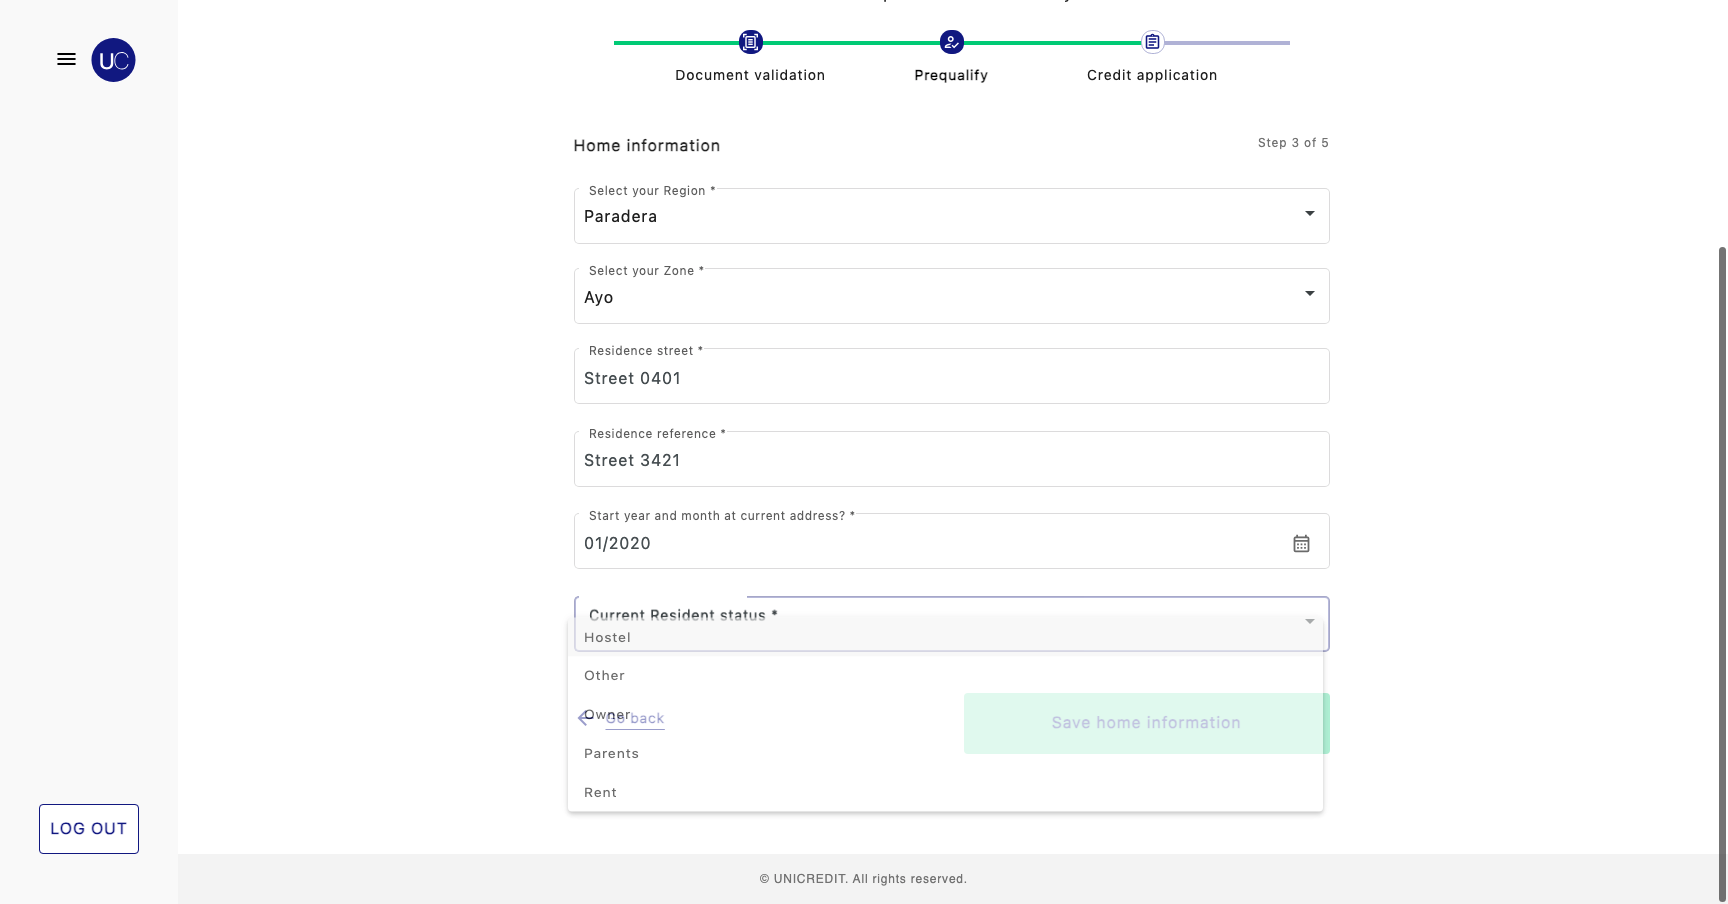 UC
Document validation
Prequalify
Credit application
Home information
Step 3 of 5
Select your Region *
Paradera
Select your Zone *
Ayo
Residence street *
Street 0401
Residence reference *
Street 3421
Start year and month at current address? *
01/2020
Current Resident status *
Hostel
Other
Owner
Go back
Save home information
Parents
Rent
LOG OUT
© UNICREDIT. All rights reserved.